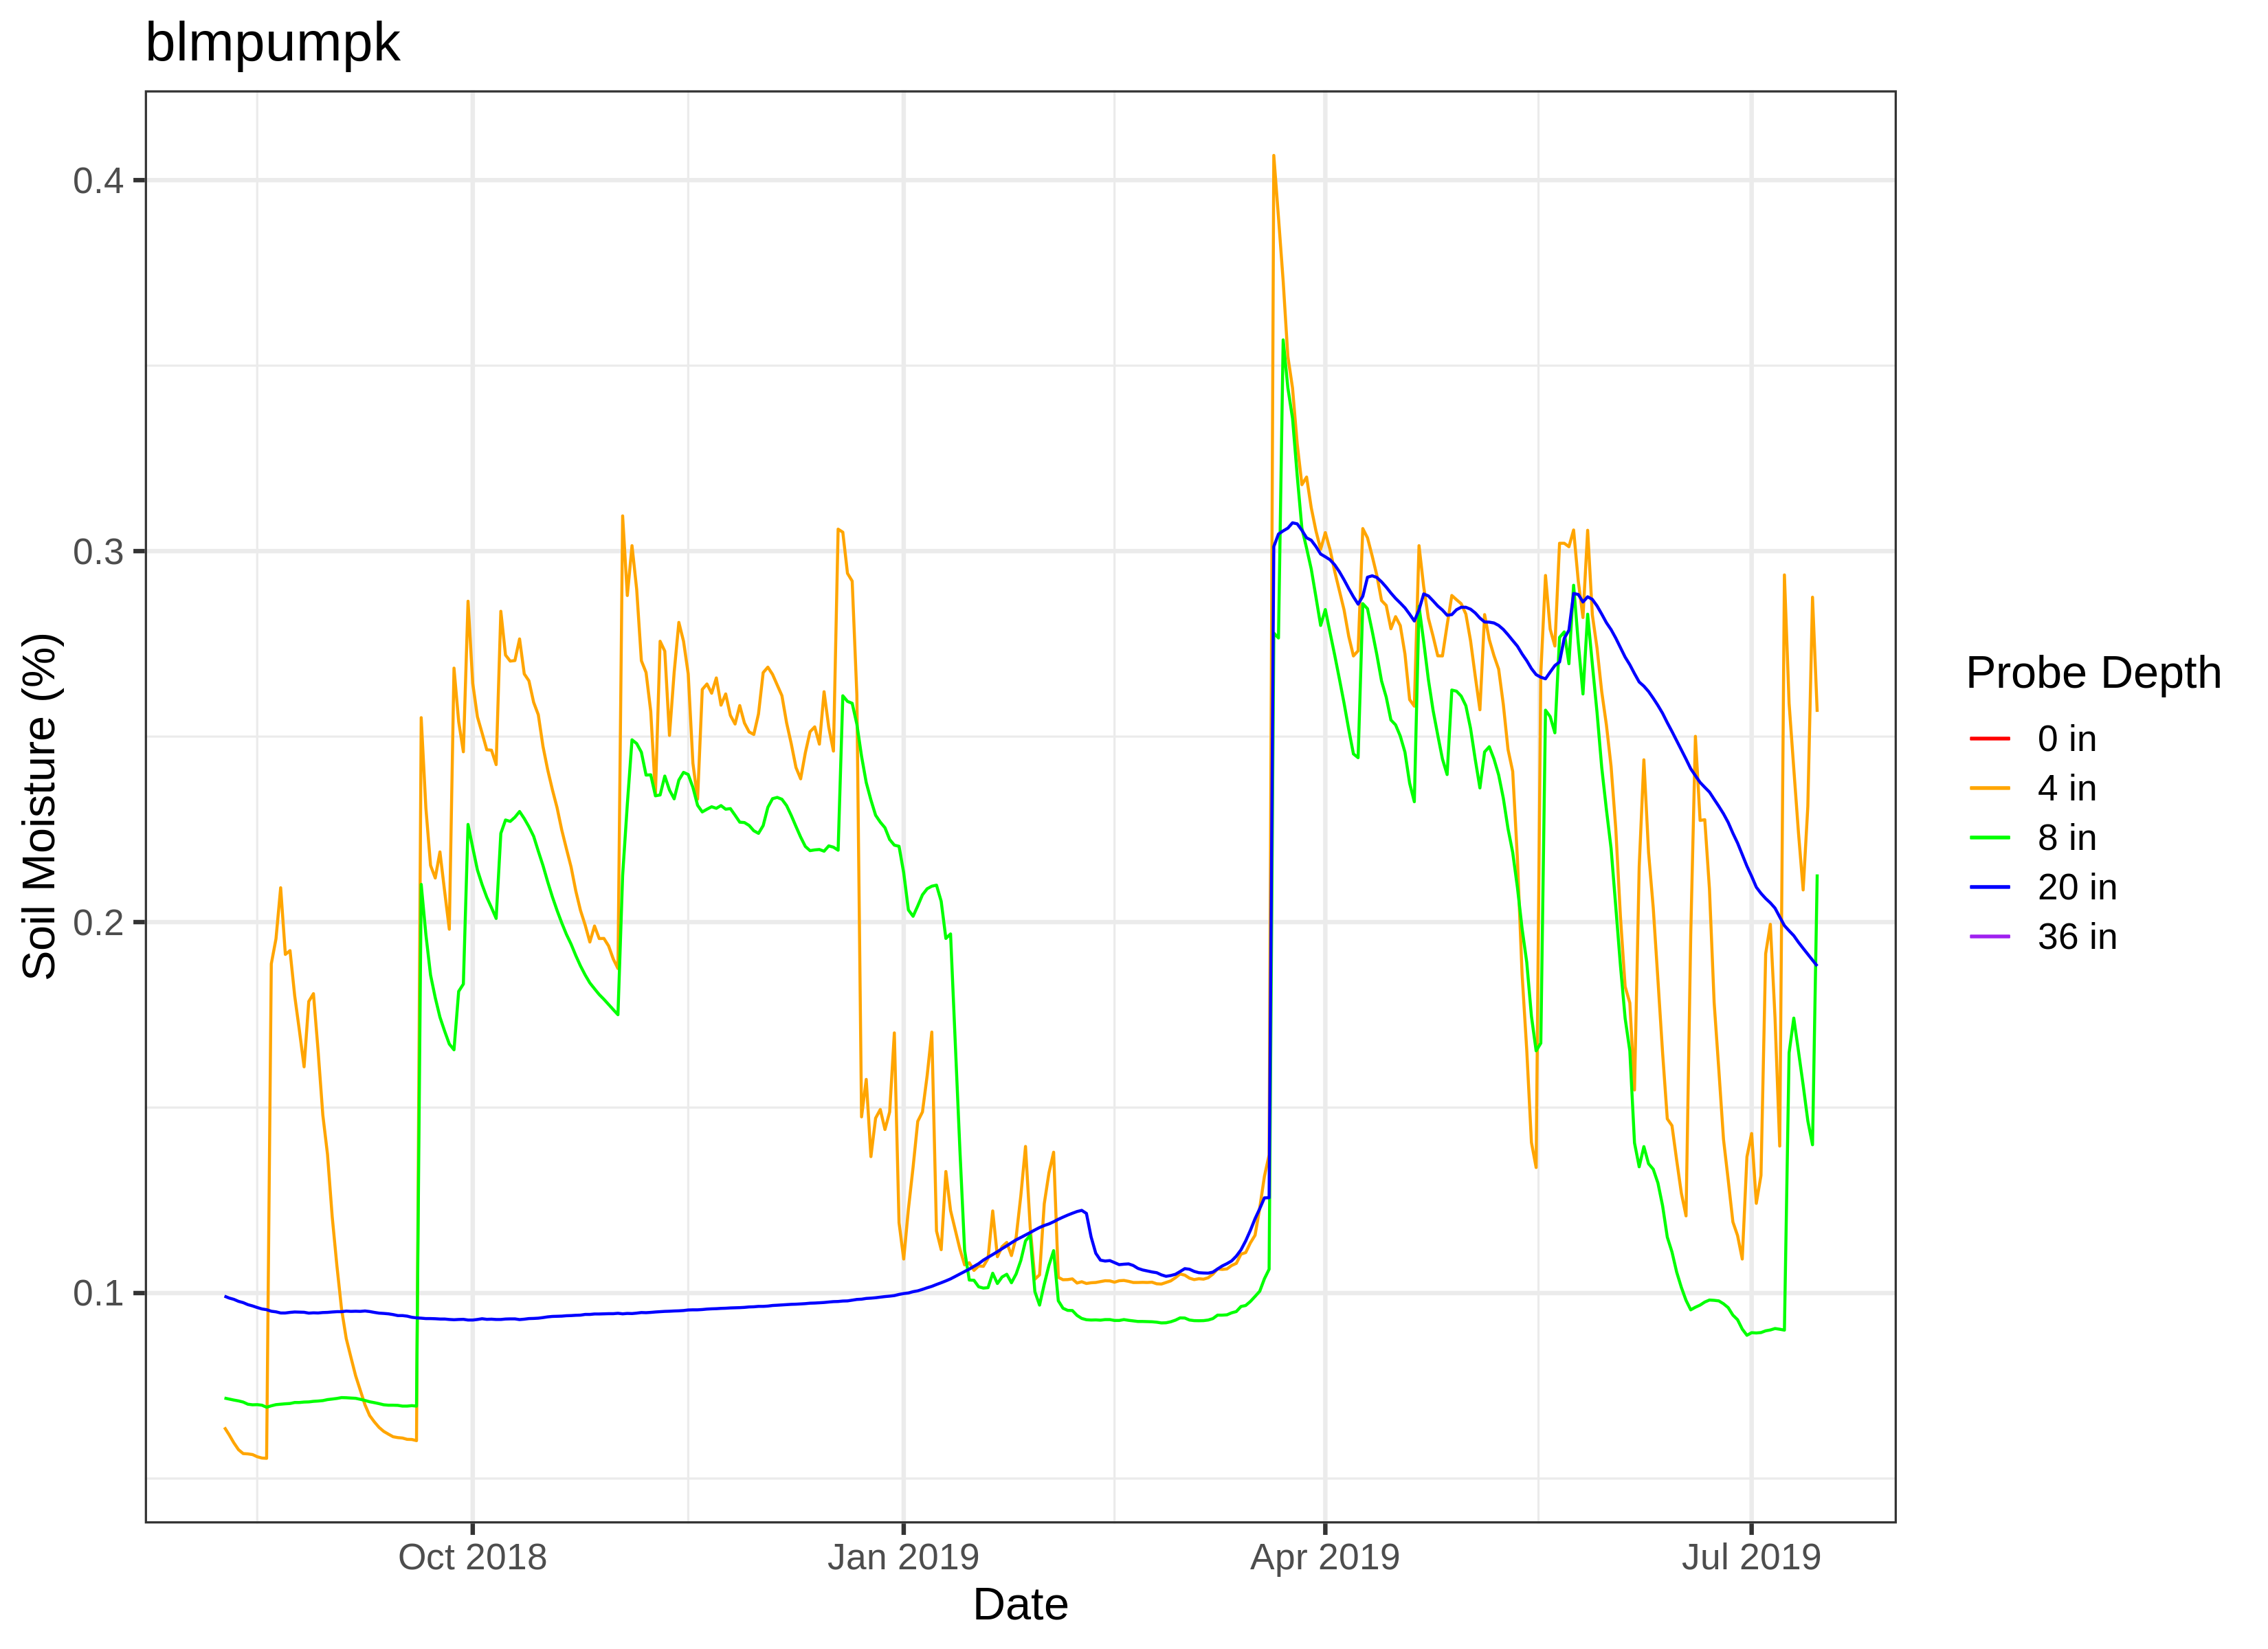 blmpumpk
0.4
0.3
0.2
0.1
Soil Moisture (%)
Oct 2018
Jan 2019
Apr 2019
Jul 2019
Date
Probe Depth
0 in
4 in
8 in
20 in
36 in